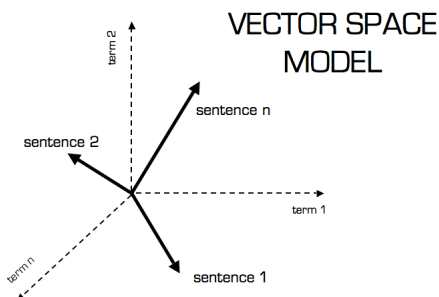 VECTOR SPACE
MODEL
term 2
sentence n
sentence 2
term 1
term n
sentence 1